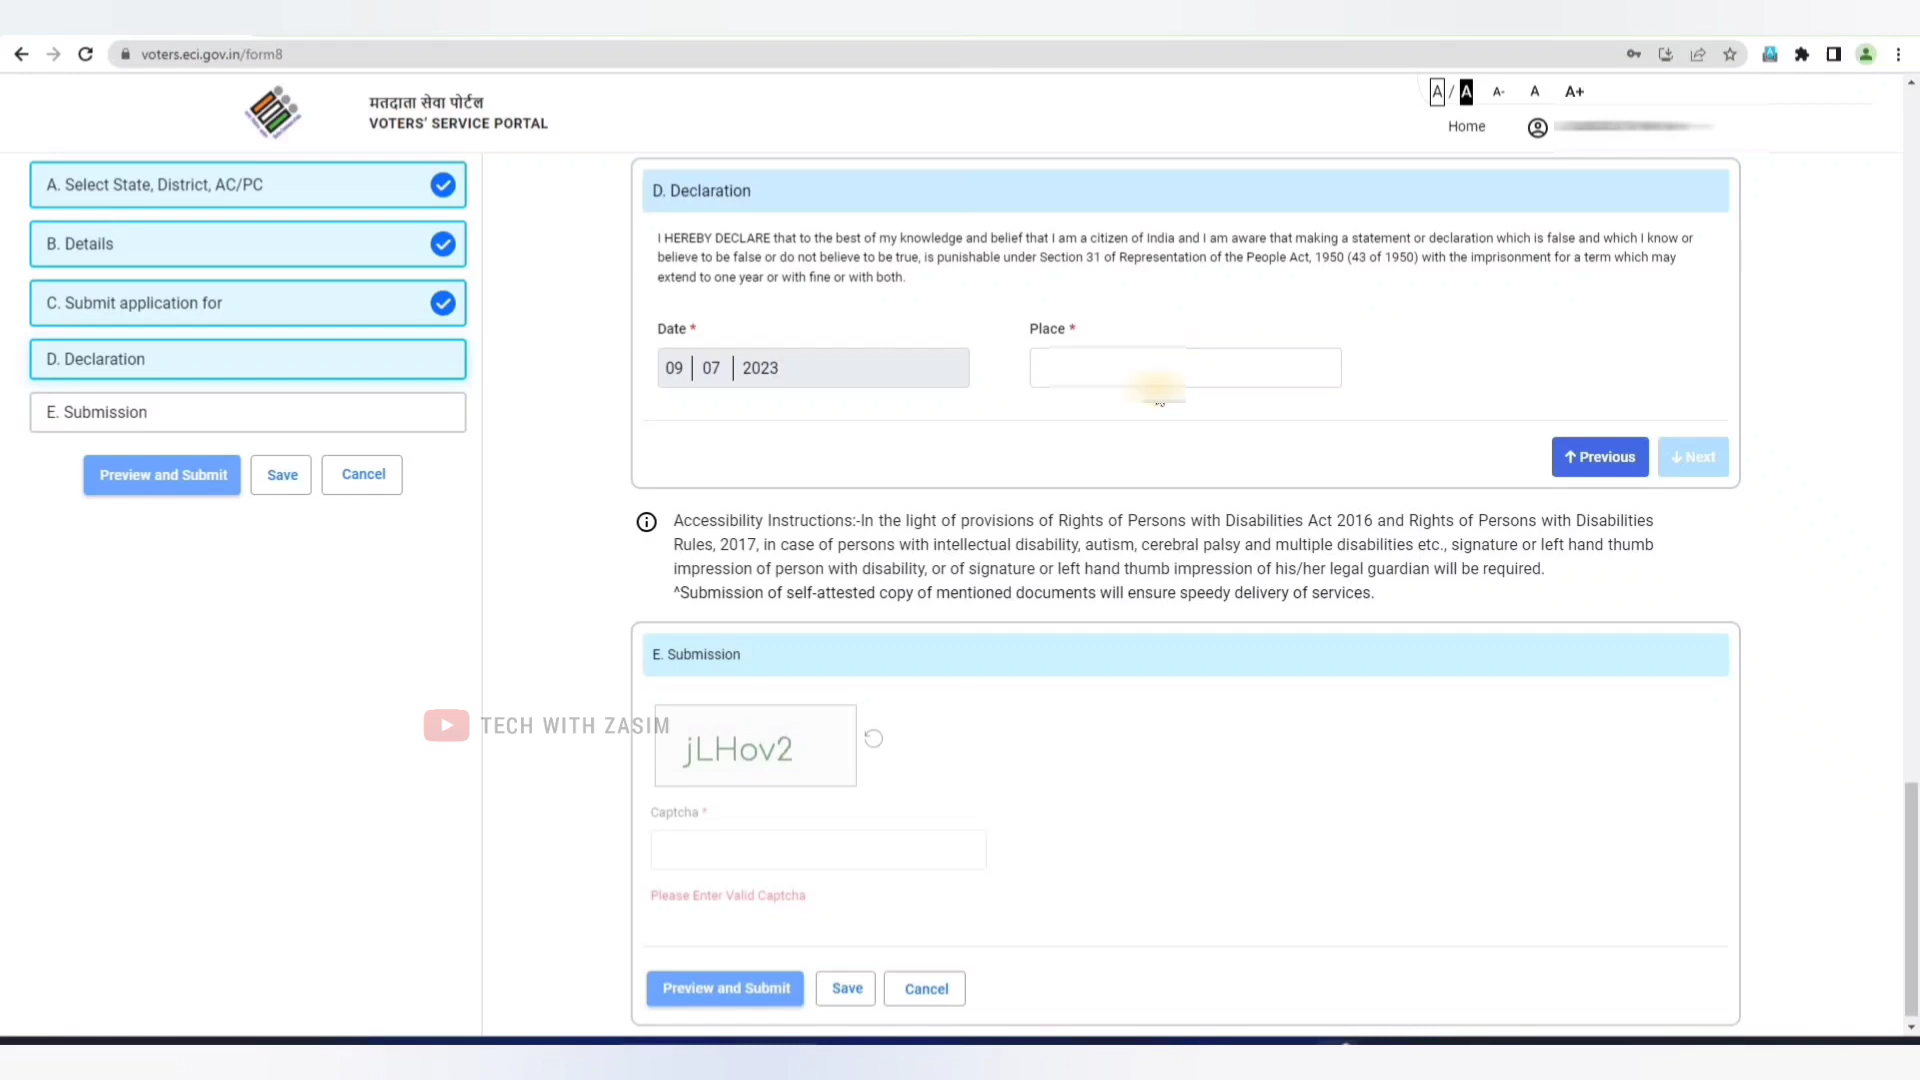 voters.eci.gov.in/form8
मतदाता सेवा पोर्टल
VOTERS' SERVICE PORTAL
A / A A- A A+
Home
A. Select State, District, AC/PC
B. Details
C. Submit application for
D. Declaration
E. Submission
Preview and Submit Save Cancel
D. Declaration
I HEREBY DECLARE that to the best of my knowledge and belief that I am a citizen of India and I am aware that making a statement or declaration which is false and which I know or
believe to be false or do not believe to be true, is punishable under Section 31 of Representation of the People Act, 1950 (43 of 1950) with the imprisonment for a term which may
extend to one year or with fine or with both.
Date * Place *
09 07 2023
Previous Next
Accessibility Instructions:-In the light of provisions of Rights of Persons with Disabilities Act 2016 and Rights of Persons with Disabilities
Rules, 2017, in case of persons with intellectual disability, autism, cerebral palsy and multiple disabilities etc., signature or left hand thumb
impression of person with disability, or of signature or left hand thumb impression of his/her legal guardian will be required.
^Submission of self-attested copy of mentioned documents will ensure speedy delivery of services.
E. Submission
TECH WITH ZASIM
jLHov2
Captcha *
Please Enter Valid Captcha
Preview and Submit Save Cancel